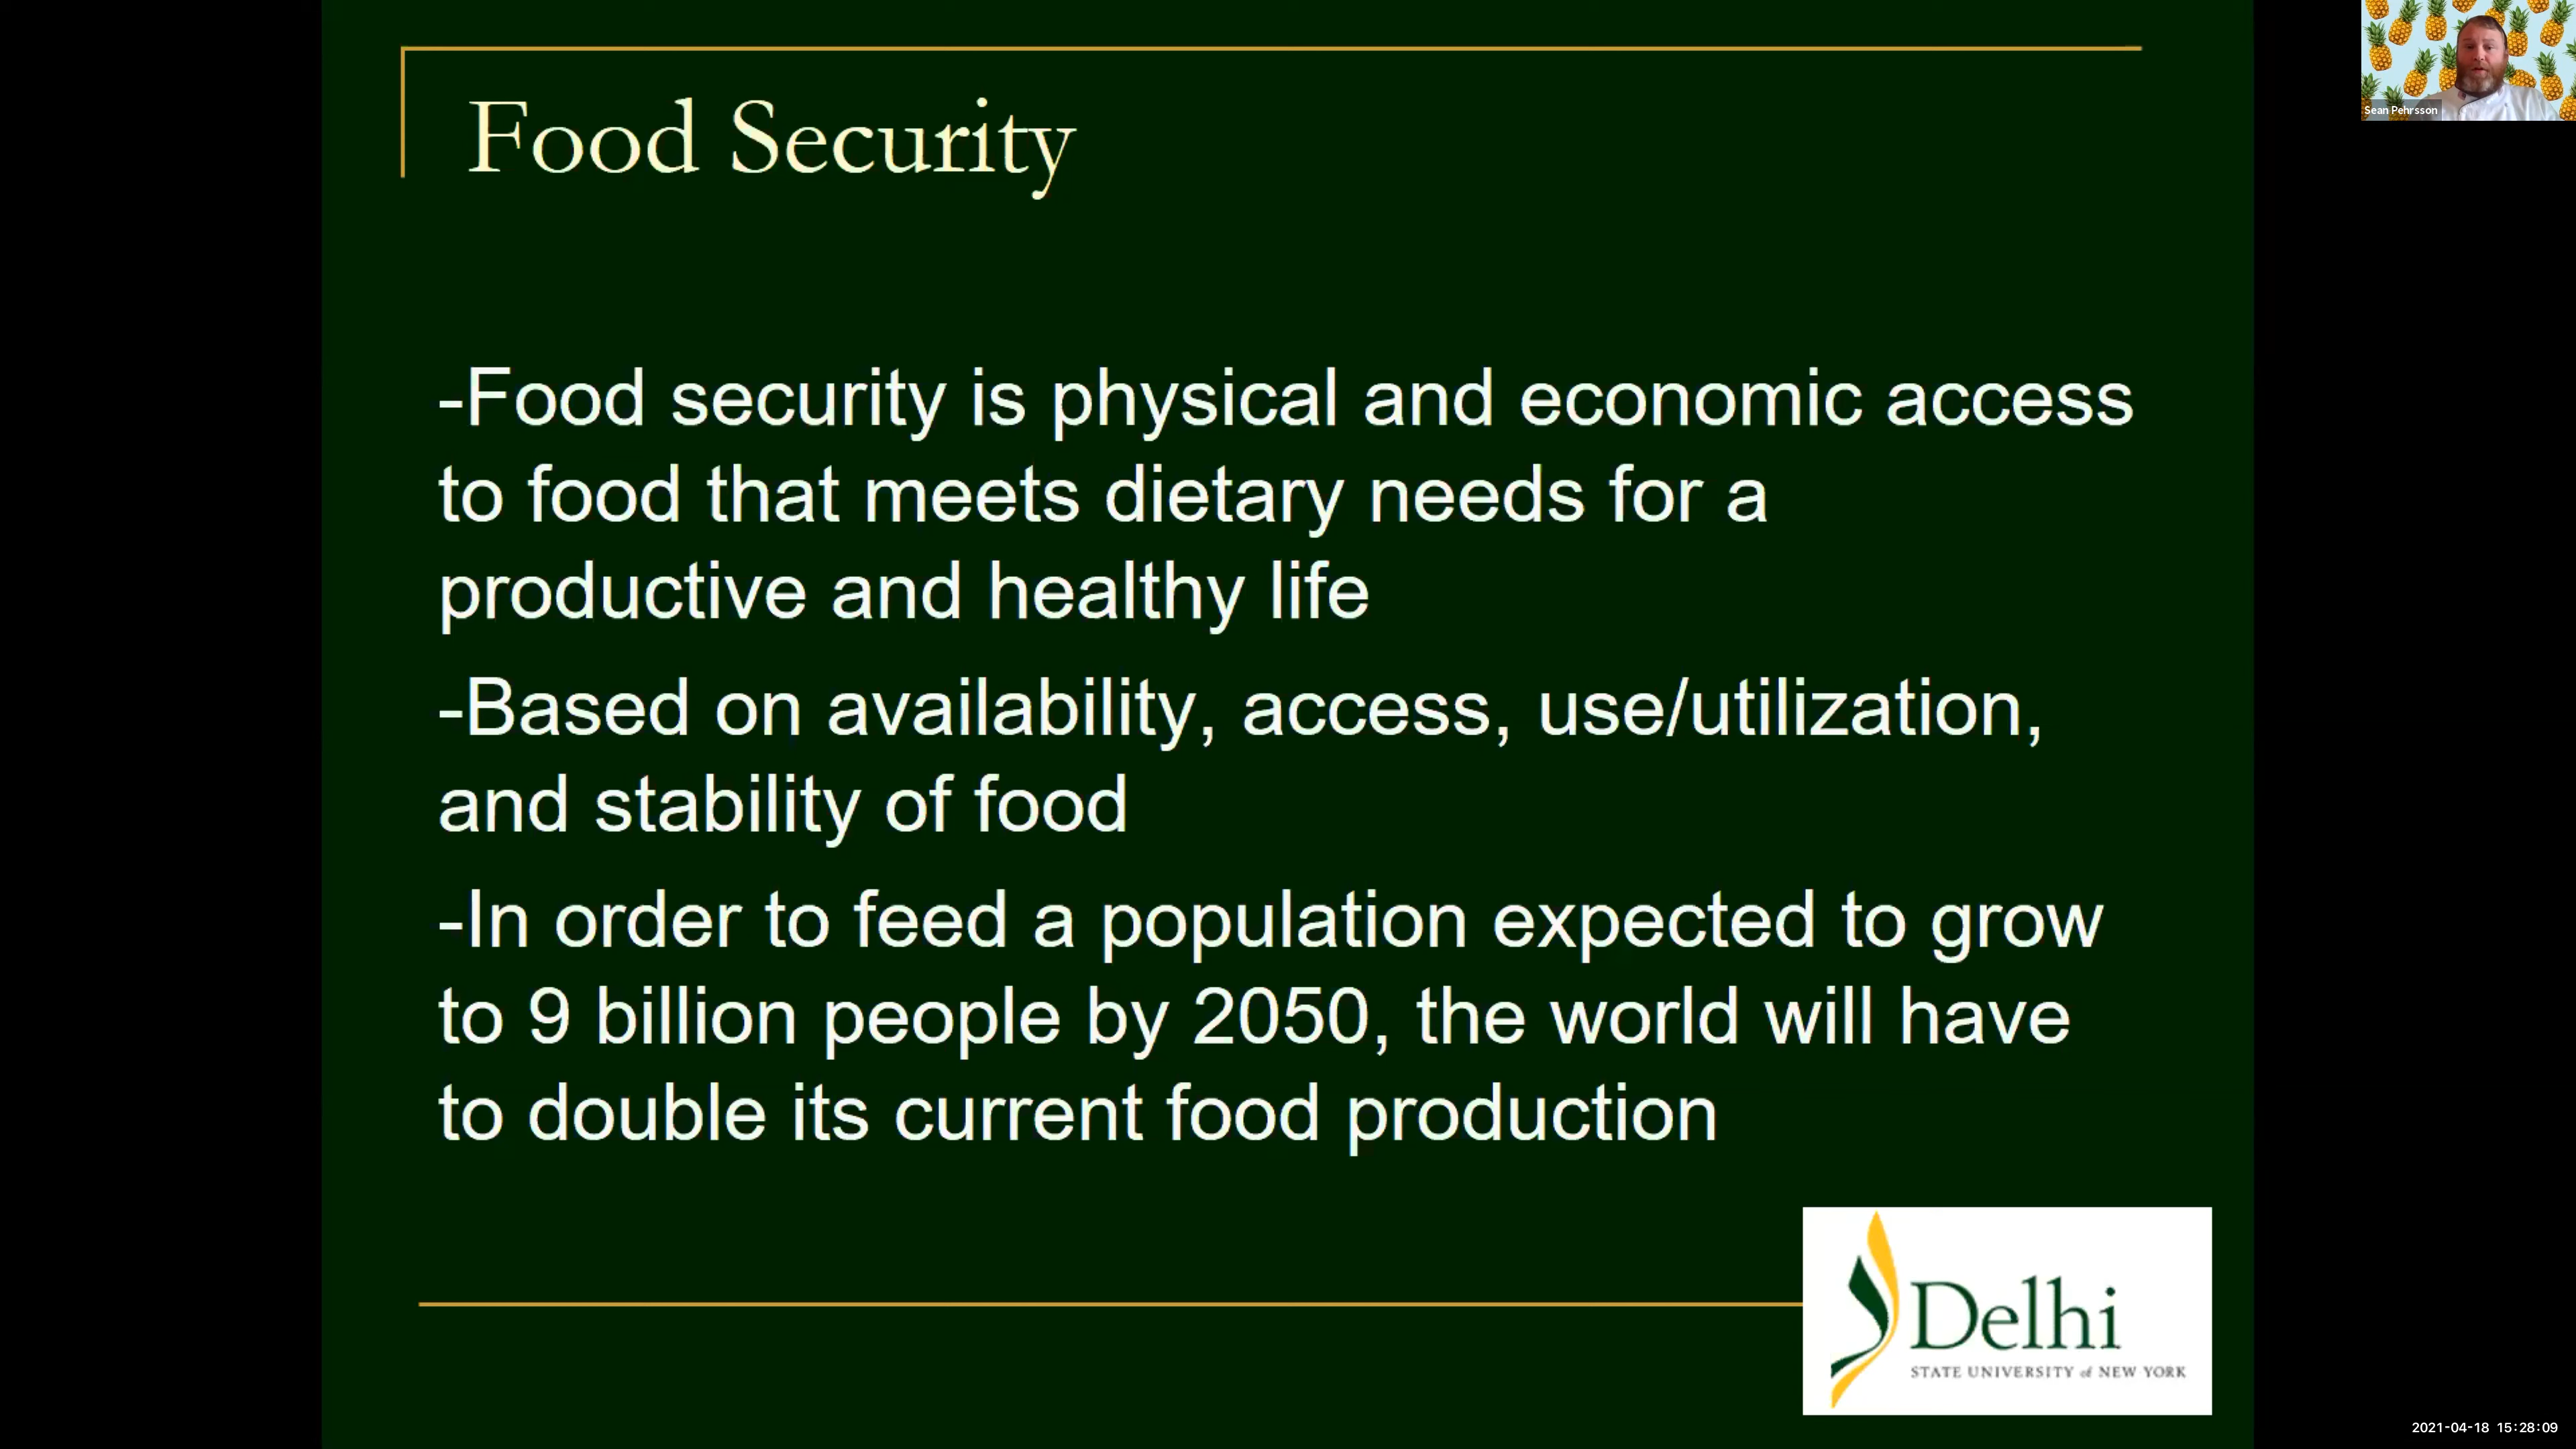 Sean Pehrsson
Food Security
-Food security is physical and economic access
to food that meets dietary needs for a
productive and healthy life
-Based on availability, access, use/utilization,
and stability of food
-In order to feed a population expected to grow
to 9 billion people by 2050, the world will have
to double its current food production
Delhi
STATE UNIVERSITY of NEW YORK
2021-04-18 15:28:09